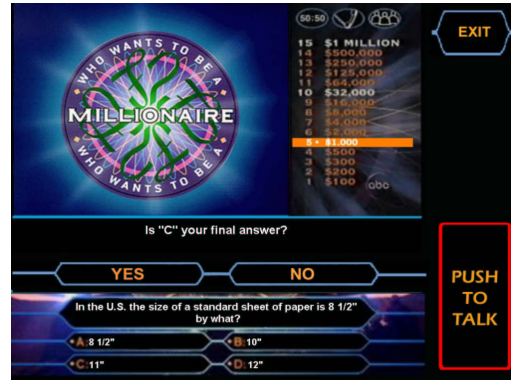 50:50
EXIT
WHO WANTS TO BE A
MILLIONAIRE
WHO WANTS TO BE A
15 $1 MILLION
14 $500,000
13 $250,000
12 $125,000
11 $64,000
10 $32,000
9 $16,000
8 $8,000
7 $4,000
6 $2,000
5 • $1,000
4 $500
3 $300
2 $200
1 $100
abc
Is "C" your final answer?
YES
NO
PUSH
TO
TALK
In the U.S. the size of a standard sheet of paper is 8 1/2"
by what?
A: 8 1/2"
B: 10"
C: 11"
D: 12"